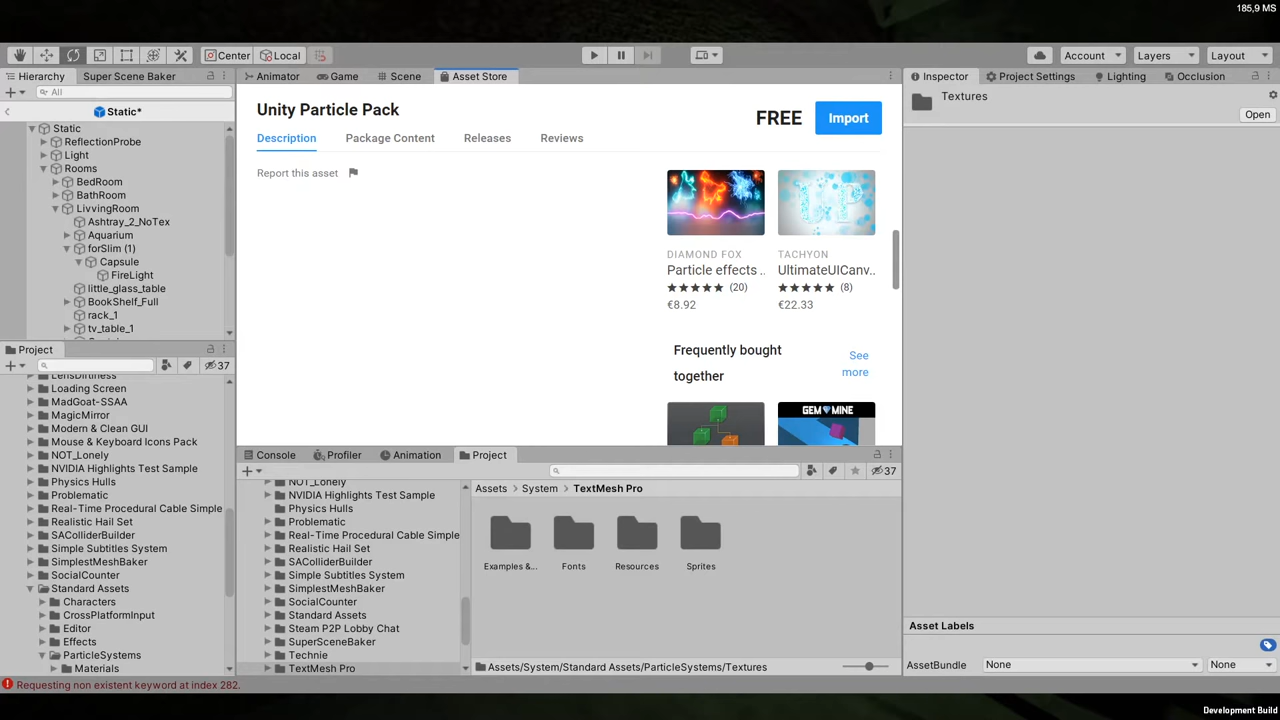 185,9 MS
Center
Local
Account
Layers
Layout
Hierarchy
Super Scene Baker
All
Static*
Static
ReflectionProbe
Light
Rooms
BedRoom
BathRoom
LivvingRoom
Ashtray_2_NoTex
Aquarium
forSlim (1)
Capsule
FireLight
little_glass_table
BookShelf_Full
rack_1
tv_table_1
Animator
Game
Scene
Asset Store
Unity Particle Pack
FREE
Import
Description
Package Content
Releases
Reviews
Report this asset
DIAMOND FOX
Particle effects ..
(20)
€8.92
TACHYON
UltimateUICanv..
(8)
€22.33
Frequently bought
together
See
more
GEM MINE
Inspector
Project Settings
Lighting
Occlusion
Textures
Open
Project
37
LensDirtiness
Loading Screen
MadGoat-SSAA
MagicMirror
Modern & Clean GUI
Mouse & Keyboard Icons Pack
NOT_Lonely
NVIDIA Highlights Test Sample
Physics Hulls
Problematic
Real-Time Procedural Cable Simple
Realistic Hail Set
SAColliderBuilder
Simple Subtitles System
SimplestMeshBaker
SocialCounter
Standard Assets
Characters
CrossPlatformInput
Editor
Effects
ParticleSystems
Materials
Console
Profiler
Animation
Project
37
NOT_Lonely
NVIDIA Highlights Test Sample
Physics Hulls
Problematic
Real-Time Procedural Cable Simple
Realistic Hail Set
SAColliderBuilder
Simple Subtitles System
SimplestMeshBaker
SocialCounter
Standard Assets
Steam P2P Lobby Chat
SuperSceneBaker
Technie
TextMesh Pro
Assets > System > TextMesh Pro
Examples &...
Fonts
Resources
Sprites
Assets/System/Standard Assets/ParticleSystems/Textures
Asset Labels
AssetBundle
None
None
Requesting non existent keyword at index 282.
Development Build